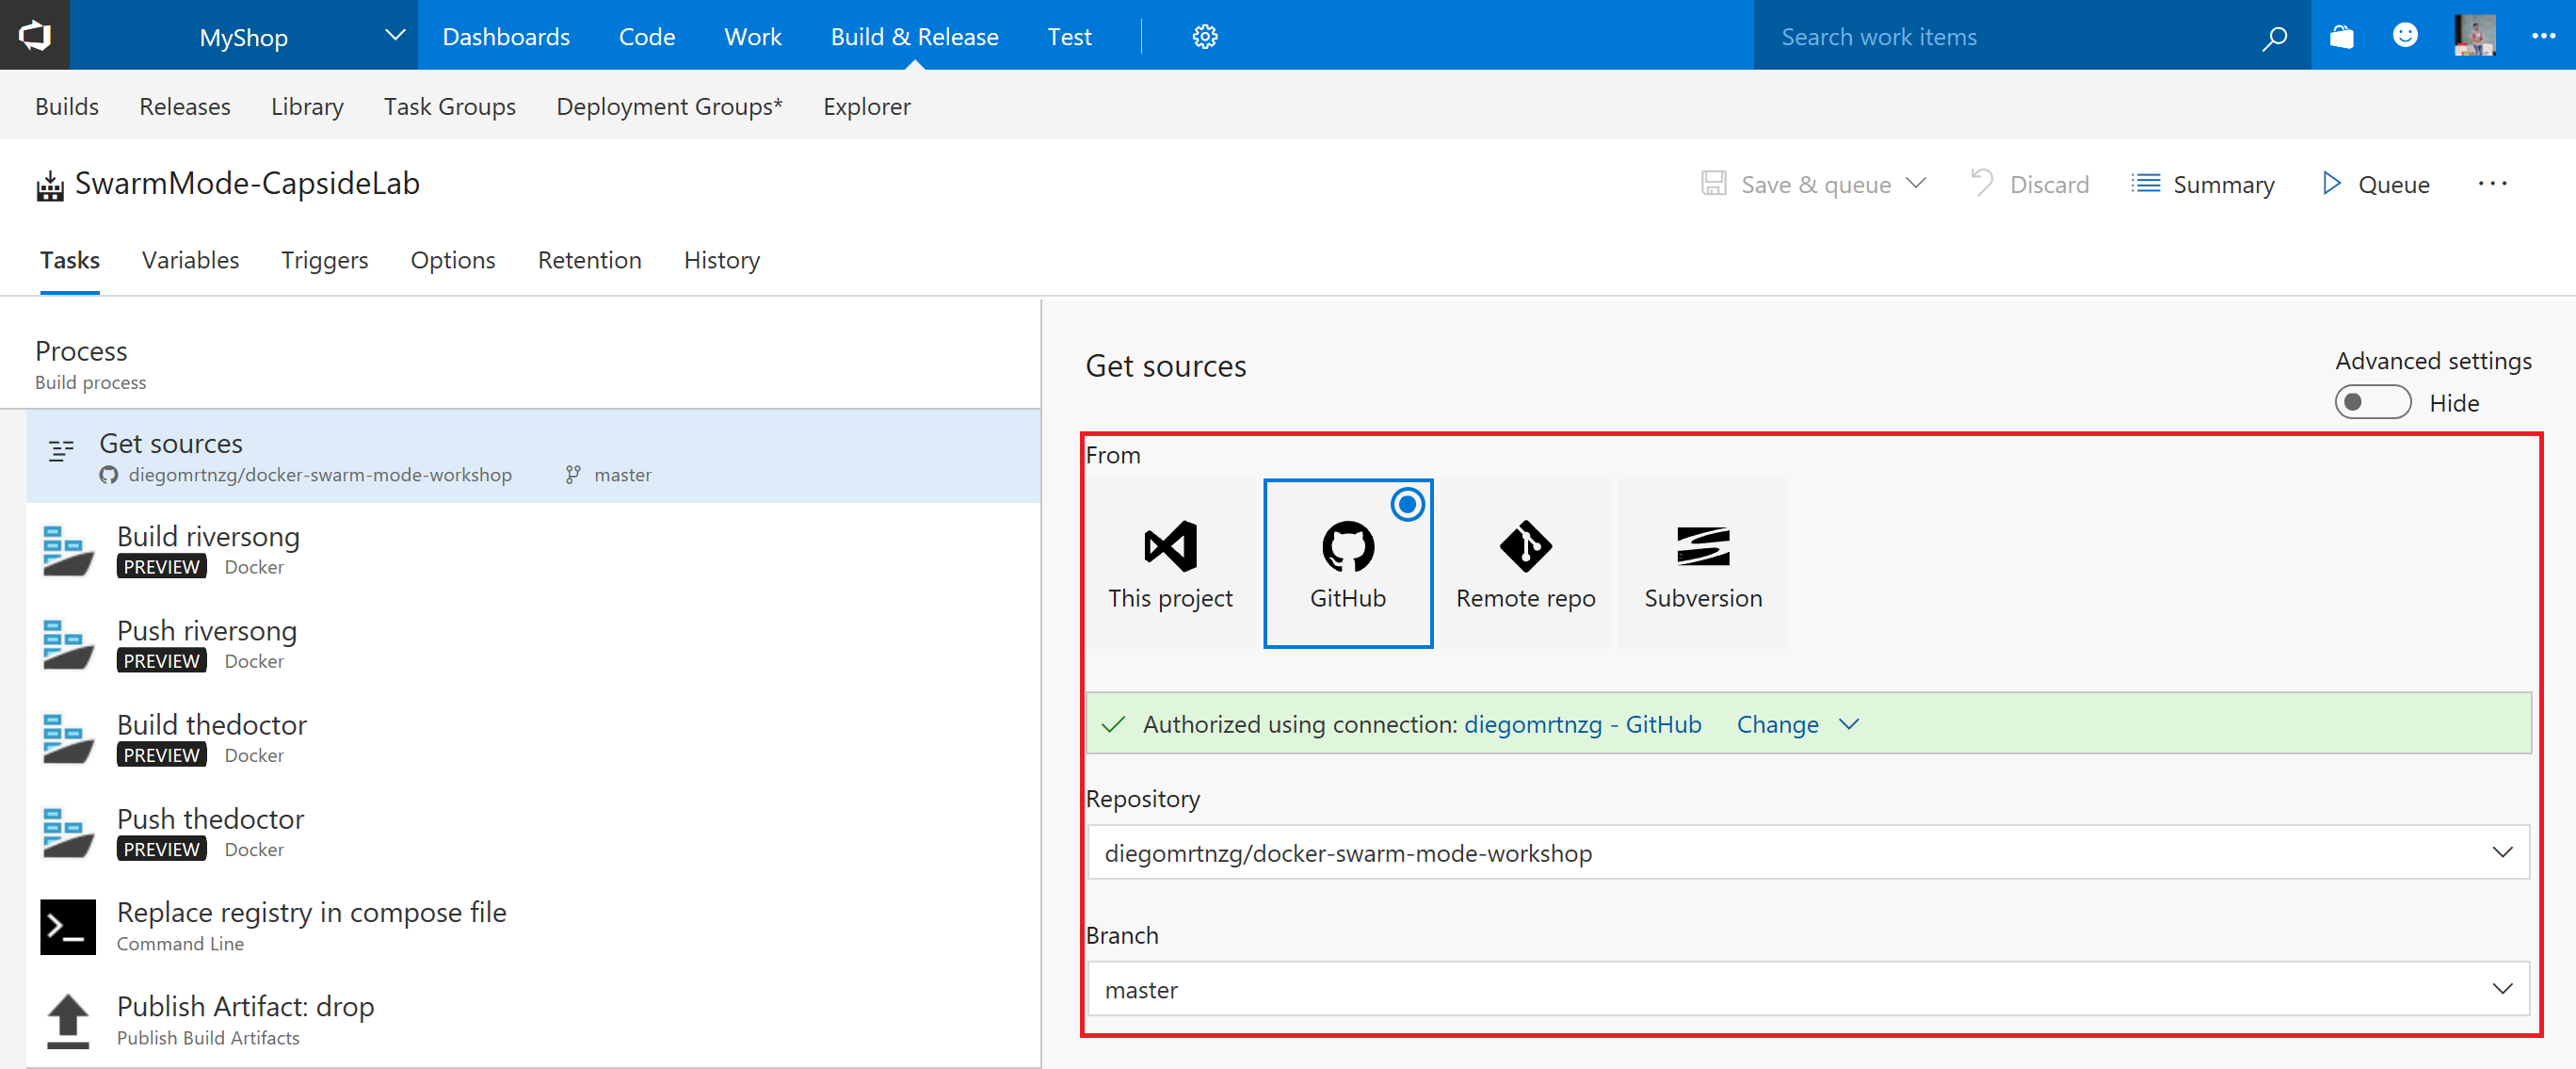 MyShop Dashboards Code Work Build & Release Test Search work items
Builds Releases Library Task Groups Deployment Groups* Explorer
SwarmMode-CapsideLab Save & queue Discard Summary Queue
Tasks Variables Triggers Options Retention History
Process
Build process
Get sources
diegomrtnzg/docker-swarm-mode-workshop master
Build riversong
PREVIEW Docker
Push riversong
PREVIEW Docker
Build thedoctor
PREVIEW Docker
Push thedoctor
PREVIEW Docker
Replace registry in compose file
Command Line
Publish Artifact: drop
Publish Build Artifacts
Get sources
Advanced settings
Hide
From
This project GitHub Remote repo Subversion
Authorized using connection: diegomrtnzg - GitHub Change
Repository
diegomrtnzg/docker-swarm-mode-workshop
Branch
master